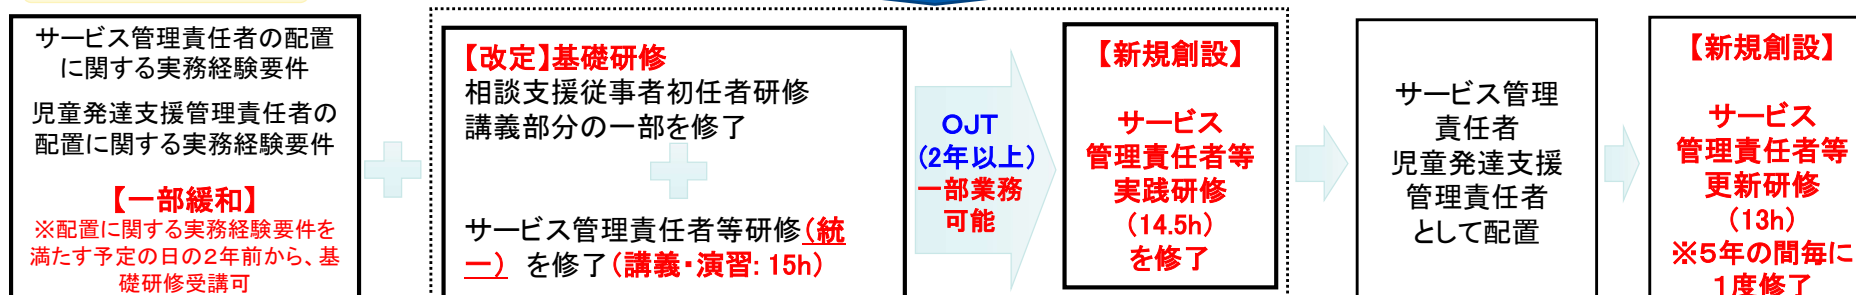 サービス管理責任者の配置
に関する実務経験要件
児童発達支援管理責任者の
配置に関する実務経験要件
【一部緩和】
※配置に関する実務経験要件を
満たす予定の日の2年前から、基
礎研修受講可
【改定】基礎研修
相談支援従事者初任者研修
講義部分の一部を修了
サービス管理責任者等研修(統
一) を修了(講義・演習: 15h)
OJT
(2年以上)
一部業務
可能
【新規創設】
サービス
管理責任者等
実践研修
(14.5h)
を修了
サービス管理
責任者
児童発達支援
管理責任者
として配置
【新規創設】
サービス
管理責任者等
更新研修
(13h)
※5年の間毎に
1度修了